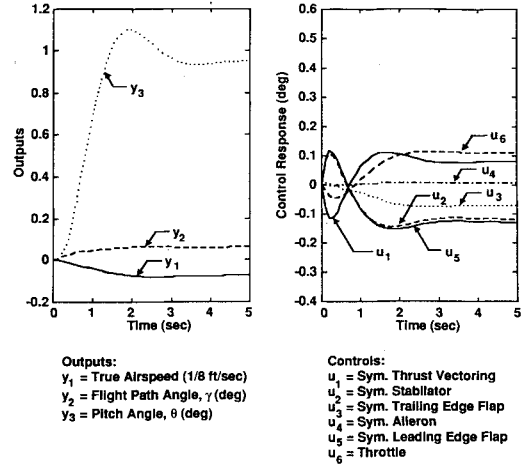 1.2
1
0.8
0.6
0.4
0.2
0
-0.2
Outputs
0
1
2
3
4
5
Time (sec)
y3
y2
y1
0.6
0.5
0.4
0.3
0.2
0.1
0
-0.1
-0.2
-0.3
-0.4
Control Response (deg)
0
1
2
3
4
5
Time (sec)
u6
u4
u3
u2
u1
u5
Outputs:
y1 = True Airspeed (1/8 ft/sec)
y2 = Flight Path Angle, γ (deg)
y3 = Pitch Angle, θ (deg)
Controls:
u1 = Sym. Thrust Vectoring
u2 = Sym. Stabilator
u3 = Sym. Trailing Edge Flap
u4 = Sym. Aileron
u5 = Sym. Leading Edge Flap
u6 = Throttle